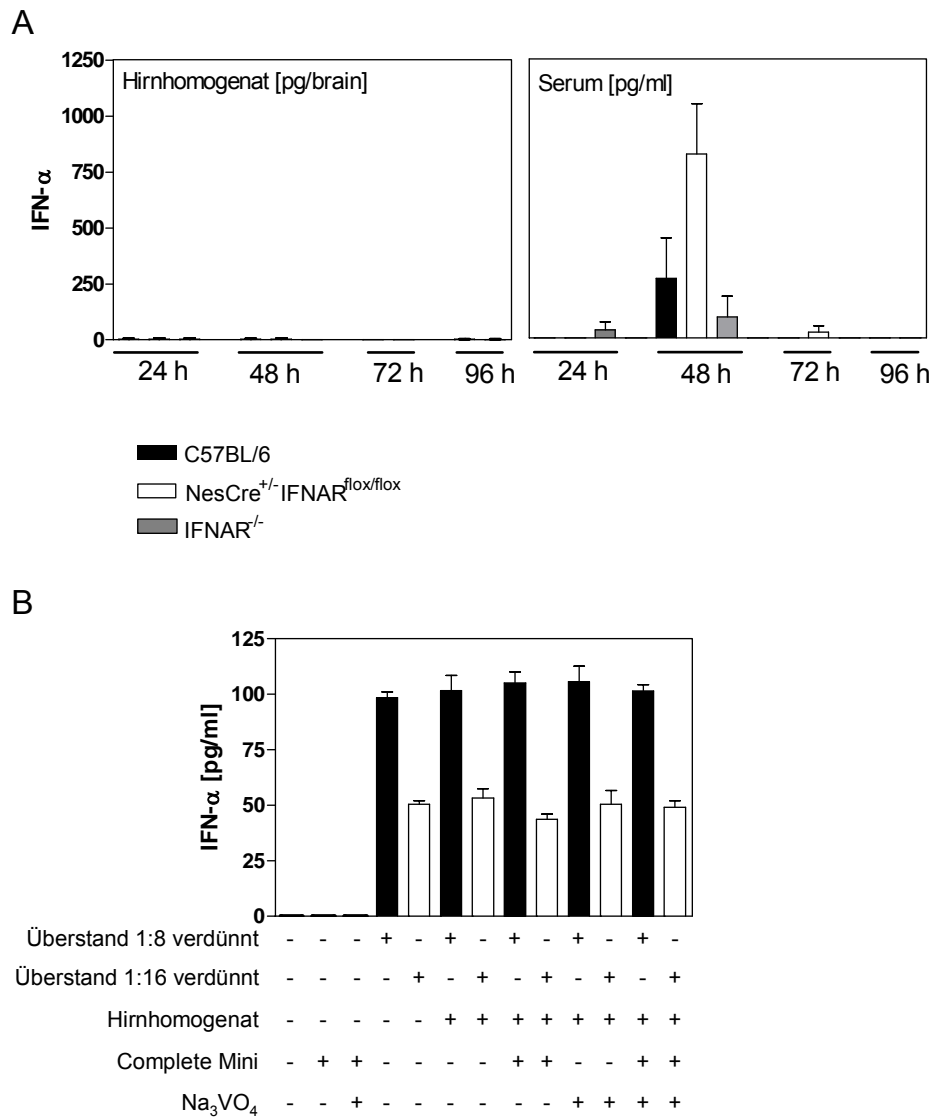 A
1250
1000
750
500
250
0
IFN-α
Hirnhomogenat [pg/brain]
Serum [pg/ml]
24 h 48 h 72 h 96 h
24 h 48 h 72 h 96 h
C57BL/6
NesCre+/- IFNARflox/flox
IFNAR-/-
B
125
100
75
50
25
0
IFN-α [pg/ml]
Überstand 1:8 verdünnt - - - + - + - + - + - + -
Überstand 1:16 verdünnt - - - - + - + - + - + - +
Hirnhomogenat - - - - - + + + + + + + +
Complete Mini - + + - - - - + + - - + +
Na3VO4 - - + - - - - - - + + + +